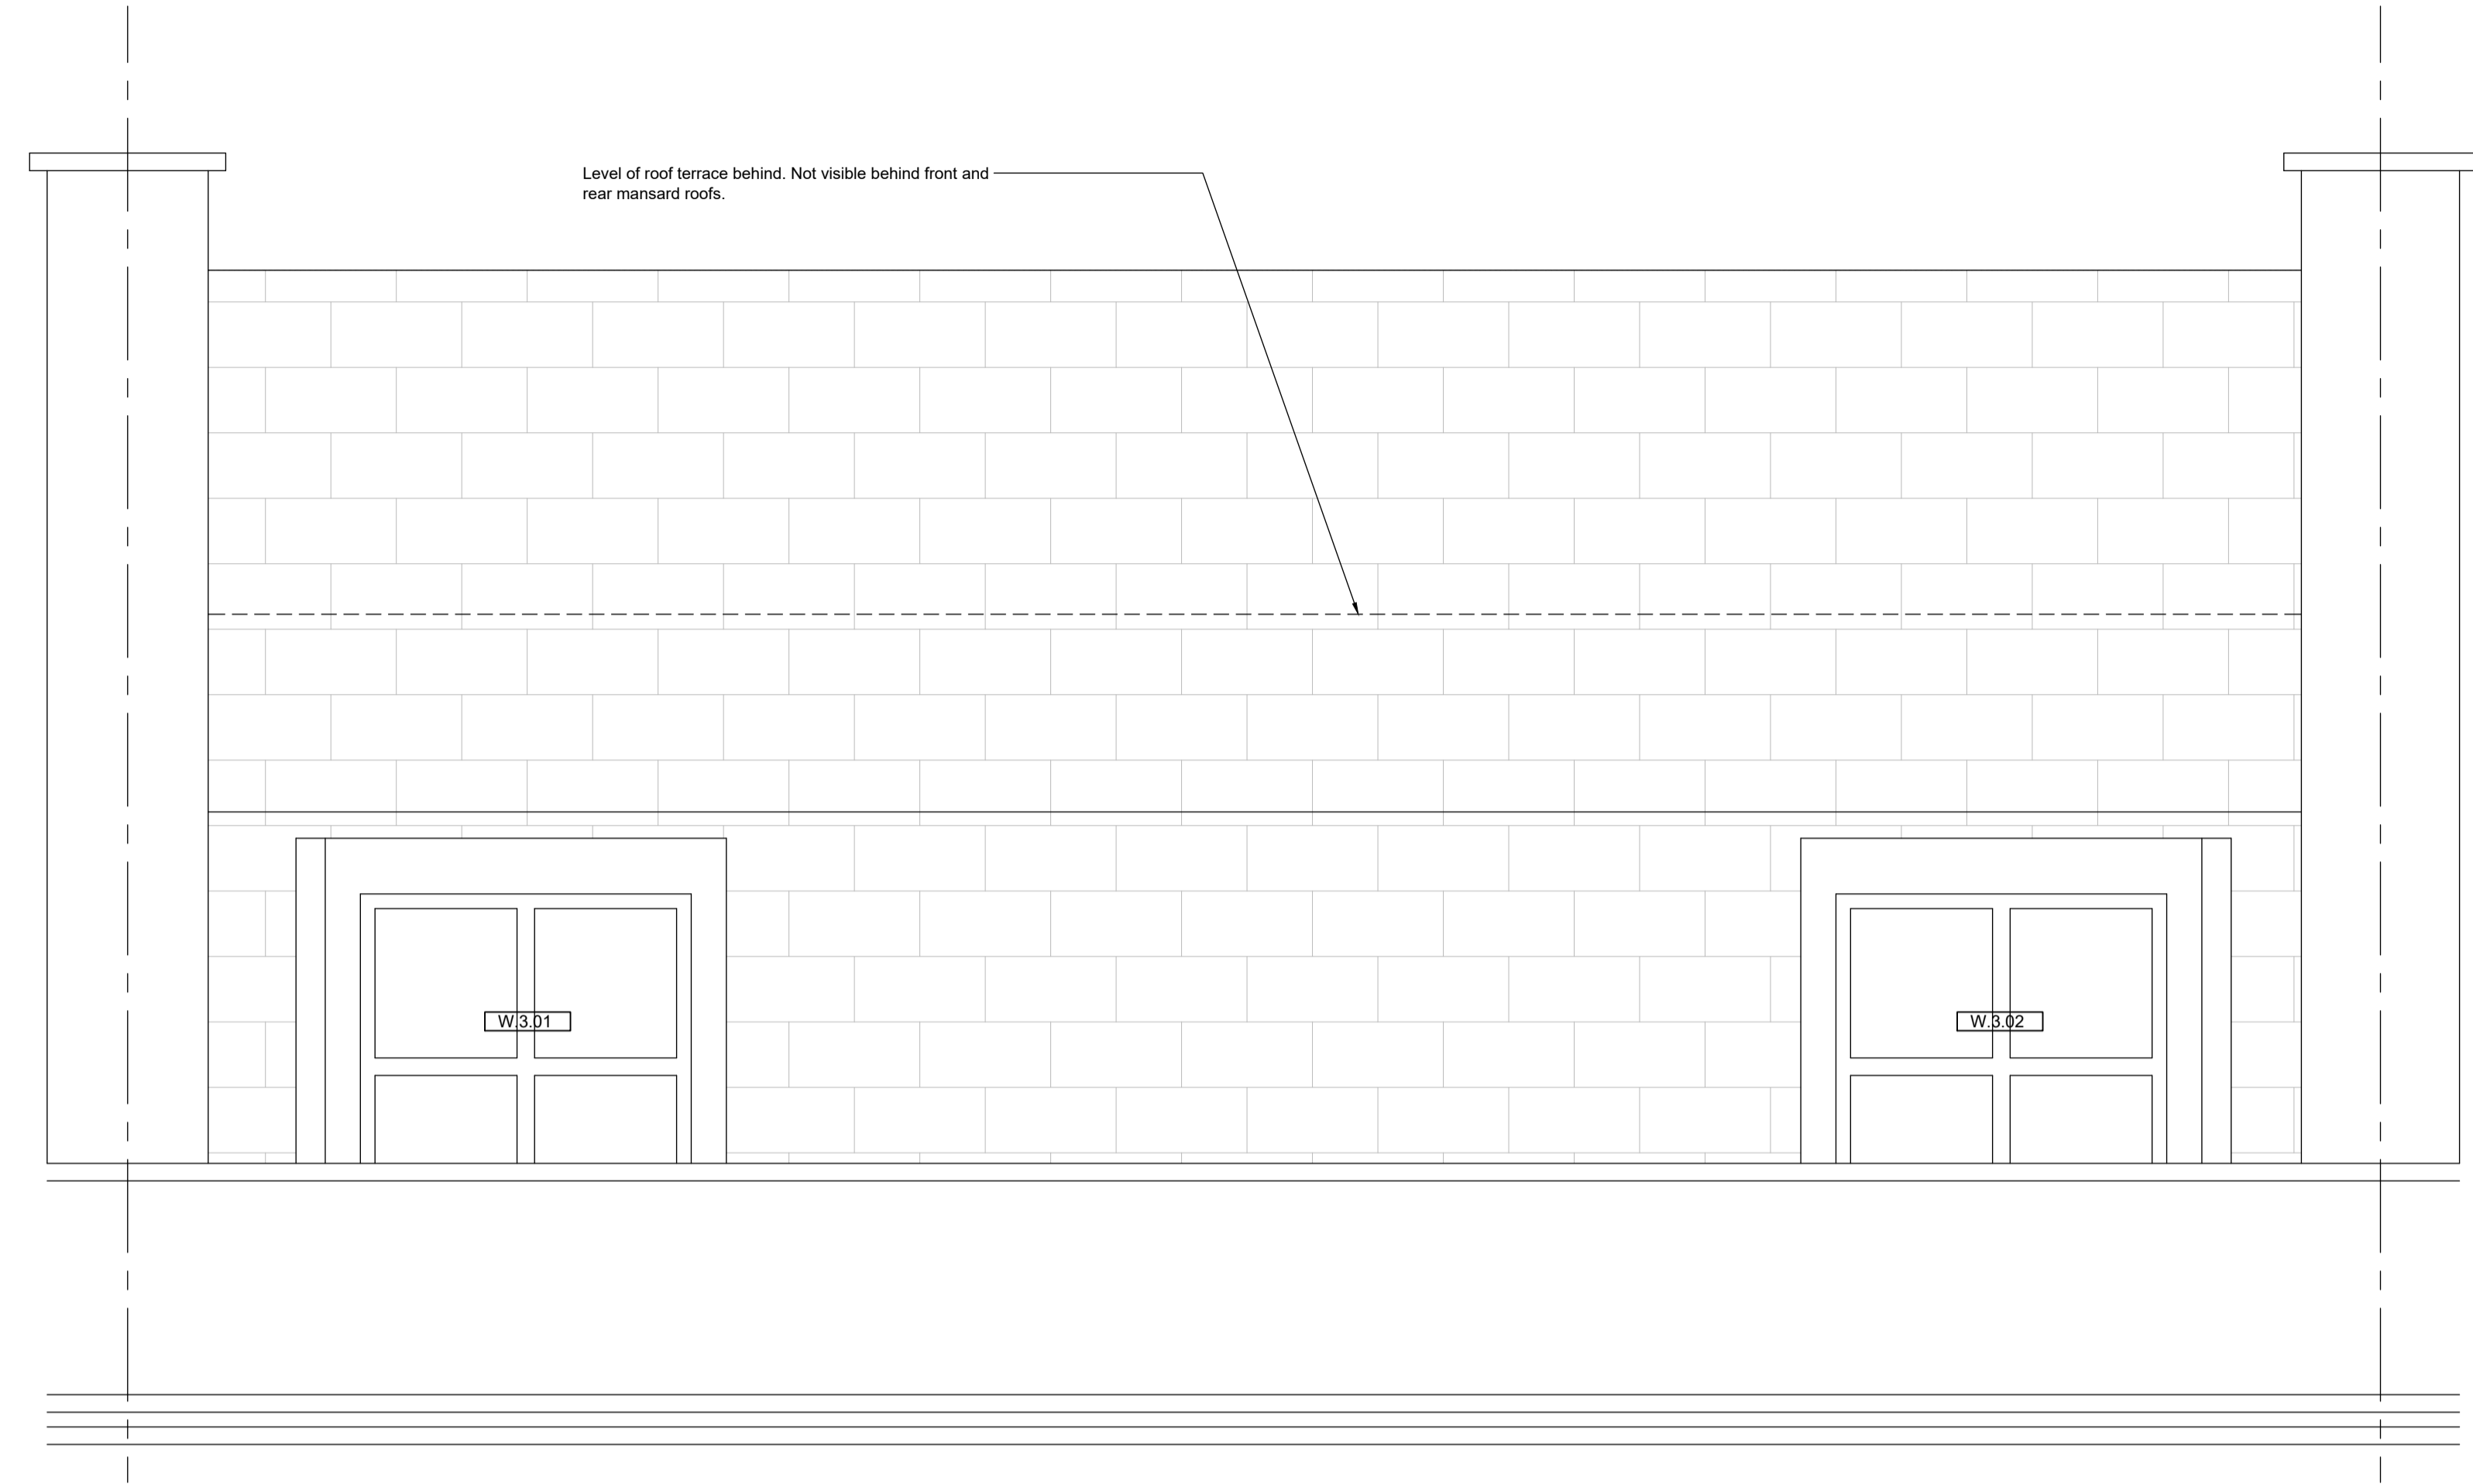 Level of roof terrace behind. Not visible behind front and
rear mansard roofs.
W.3.01
W.3.02